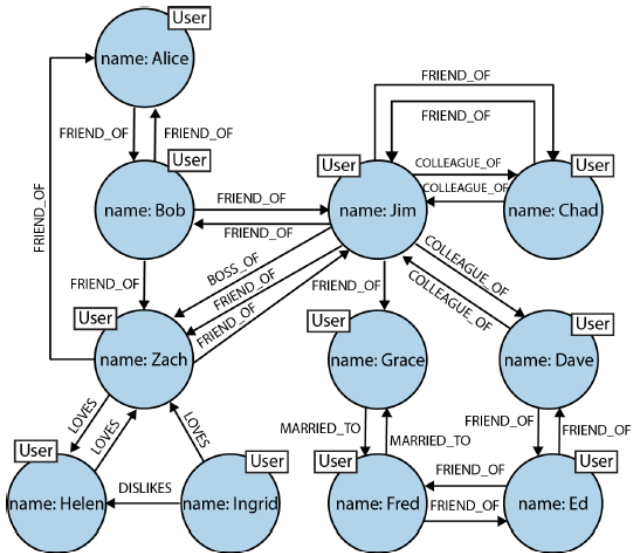 User
name: Alice
FRIEND_OF
FRIEND_OF
FRIEND_OF
FRIEND_OF
FRIEND_OF
User
name: Bob
FRIEND_OF
FRIEND_OF
User
name: Jim
COLLEAGUE_OF
COLLEAGUE_OF
User
name: Chad
FRIEND_OF
BOSS_OF
FRIEND_OF
FRIEND_OF
FRIEND_OF
COLLEAGUE_OF
COLLEAGUE_OF
FRIEND_OF
User
name: Zach
User
name: Grace
User
name: Dave
LOVES
LOVES
LOVES
MARRIED_TO
MARRIED_TO
FRIEND_OF
FRIEND_OF
User
name: Helen
DISLIKES
User
name: Ingrid
User
name: Fred
FRIEND_OF
FRIEND_OF
User
name: Ed